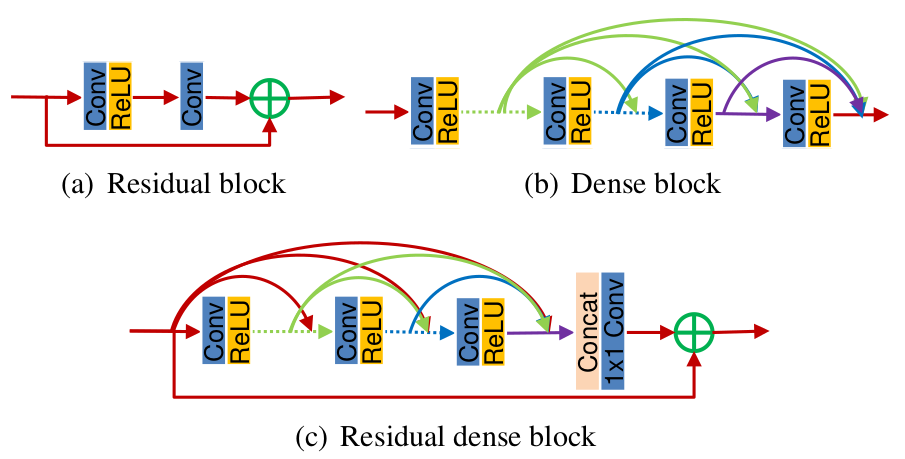 Conv
ReLU
Conv
(a) Residual block
Conv
ReLU
Conv
ReLU
Conv
ReLU
Conv
ReLU
(b) Dense block
Conv
ReLU
Conv
ReLU
Conv
ReLU
Concat
1x1 Conv
(c) Residual dense block